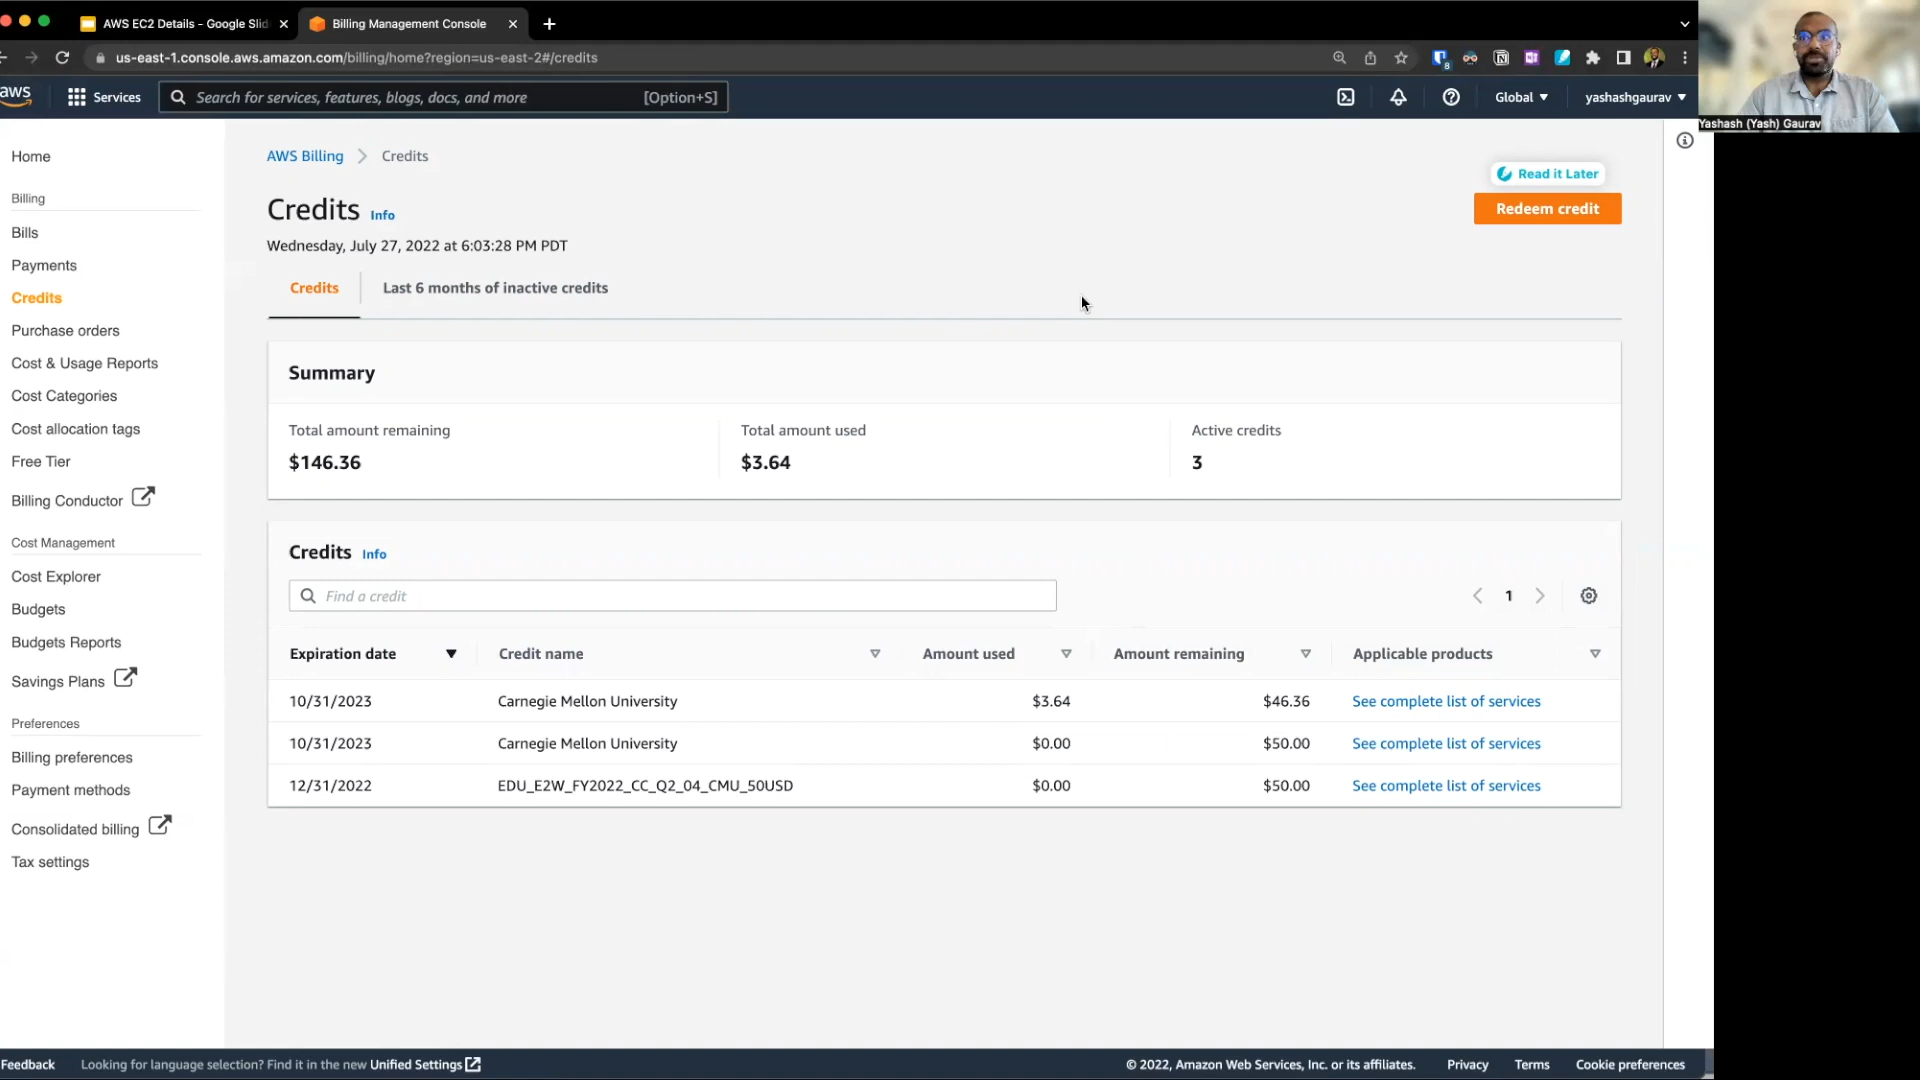 AWS EC2 Details - Google Slid
Billing Management Console
us-east-1.console.aws.amazon.com/billing/home?region=us-east-2#/credits
8
aws
Services
Search for services, features, blogs, docs, and more
[Option+S]
Global
yashashgaurav
Yashash (Yash) Gaurav
Home
Billing
Bills
Payments
Credits
Purchase orders
Cost & Usage Reports
Cost Categories
Cost allocation tags
Free Tier
Billing Conductor
Cost Management
Cost Explorer
Budgets
Budgets Reports
Savings Plans
Preferences
Billing preferences
Payment methods
Consolidated billing
Tax settings
AWS Billing > Credits
Read it Later
Credits Info
Redeem credit
Wednesday, July 27, 2022 at 6:03:28 PM PDT
Credits
Last 6 months of inactive credits
Summary
Total amount remaining
$146.36
Total amount used
$3.64
Active credits
3
Credits Info
Find a credit
1
Expiration date Credit name Amount used Amount remaining Applicable products
10/31/2023 Carnegie Mellon University $3.64 $46.36 See complete list of services
10/31/2023 Carnegie Mellon University $0.00 $50.00 See complete list of services
12/31/2022 EDU_E2W_FY2022_CC_Q2_04_CMU_50USD $0.00 $50.00 See complete list of services
Feedback
Looking for language selection? Find it in the new Unified Settings
© 2022, Amazon Web Services, Inc. or its affiliates.
Privacy
Terms
Cookie preferences